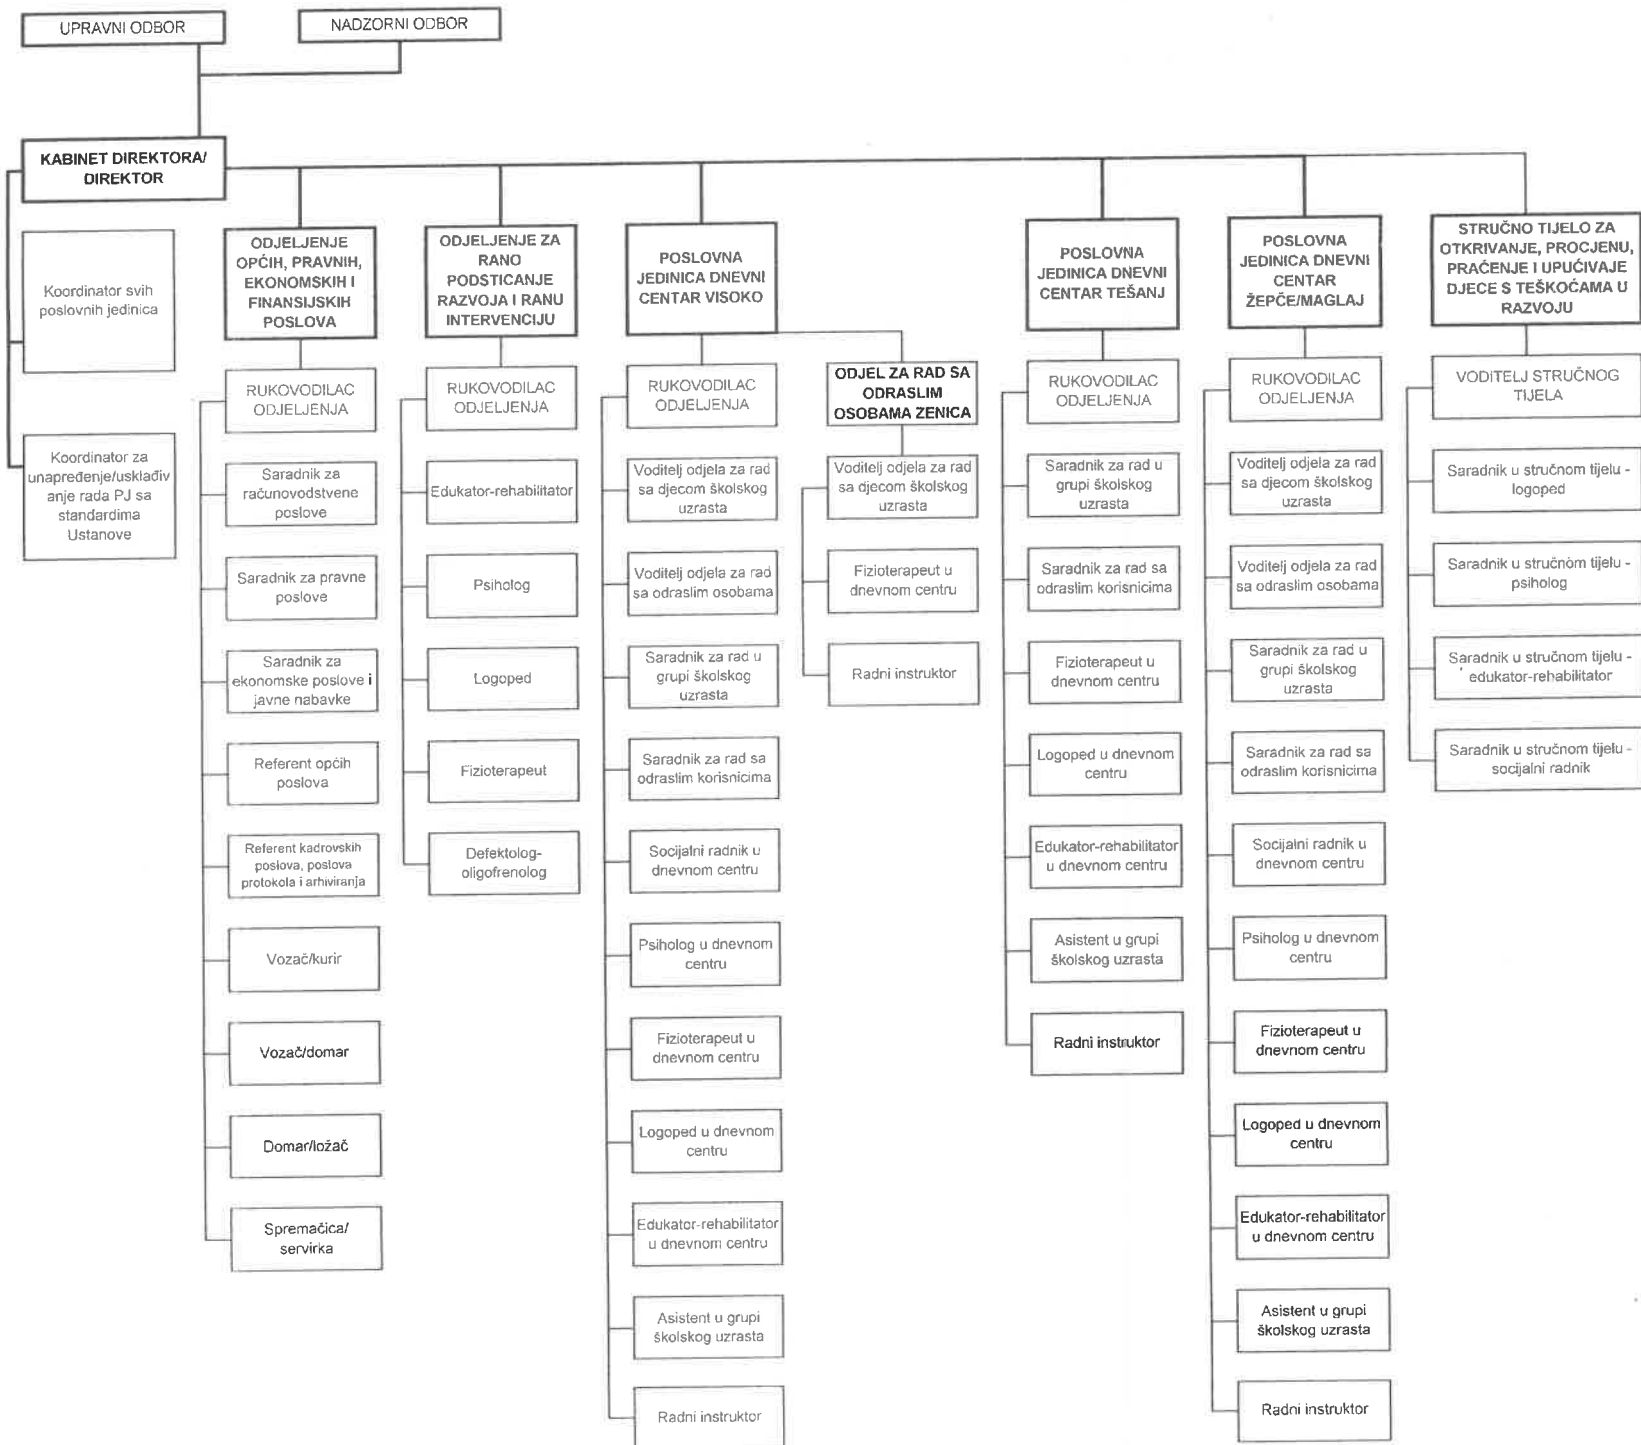 UPRAVNI ODBOR
NADZORNI ODBOR
KABINET DIREKTORA/
DIREKTOR
Koordinator svih
poslovnih jedinica
Koordinator za
unapređenje/usklađiv
anje rada PJ sa
standardima
Ustanove
ODJELJENJE
OPĆIH, PRAVNIH,
EKONOMSKIH I
FINANSIJSKIH
POSLOVA
RUKOVODILAC
ODJELJENJA
Saradnik za
računovodstvene
poslove
Saradnik za pravne
poslove
Saradnik za
ekonomske poslove i
javne nabavke
Referent općih
poslova
Referent kadrovskih
poslova, poslova
protokola i arhiviranja
Vozač/kurir
Vozač/domar
Domar/ložač
Spremačica/
servirka
ODJELJENJE ZA
RANO
PODSTICANJE
RAZVOJA I RANU
INTERVENCIJU
RUKOVODILAC
ODJELJENJA
Edukator-rehabilitator
Psiholog
Logoped
Fizioterapeut
Defektolog-
oligofrenolog
POSLOVNA
JEDINICA DNEVNI
CENTAR VISOKO
RUKOVODILAC
ODJELJENJA
Voditelj odjela za rad
sa djecom školskog
uzrasta
Voditelj odjela za rad
sa odraslim osobama
Saradnik za rad u
grupi školskog
uzrasta
Saradnik za rad sa
odraslim korisnicima
Socijalni radnik u
dnevnom centru
Psiholog u dnevnom
centru
Fizioterapeut u
dnevnom centru
Logoped u dnevnom
centru
Edukator-rehabilitator
u dnevnom centru
Asistent u grupi
školskog uzrasta
Radni instruktor
ODJEL ZA RAD SA
ODRASLIM
OSOBAMA ZENICA
Voditelj odjela za rad
sa djecom školskog
uzrasta
Fizioterapeut u
dnevnom centru
Radni instruktor
POSLOVNA
JEDINICA DNEVNI
CENTAR TEŠANJ
RUKOVODILAC
ODJELJENJA
Saradnik za rad u
grupi školskog
uzrasta
Saradnik za rad sa
odraslim korisnicima
Fizioterapeut u
dnevnom centru
Logoped u dnevnom
centru
Edukator-rehabilitator
u dnevnom centru
Asistent u grupi
školskog uzrasta
Radni instruktor
POSLOVNA
JEDINICA DNEVNI
CENTAR
ŽEPČE/MAGLAJ
RUKOVODILAC
ODJELJENJA
Voditelj odjela za rad
sa djecom školskog
uzrasta
Voditelj odjela za rad
sa odraslim osobama
Saradnik za rad u
grupi školskog
uzrasta
Saradnik za rad sa
odraslim korisnicima
Socijalni radnik u
dnevnom centru
Psiholog u dnevnom
centru
Fizioterapeut u
dnevnom centru
Logoped u dnevnom
centru
Edukator-rehabilitator
u dnevnom centru
Asistent u grupi
školskog uzrasta
Radni instruktor
STRUČNO TIJELO ZA
OTKRIVANJE, PROCJENU,
PRAĆENJE I UPUĆIVAJE
DJECE S TEŠKOĆAMA U
RAZVOJU
VODITELJ STRUČNOG
TIJELA
Saradnik u stručnom tijelu -
logoped
Saradnik u stručnom tijelu -
psiholog
Saradnik u stručnom tijelu -
edukator-rehabilitator
Saradnik u stručnom tijelu -
socijalni radnik